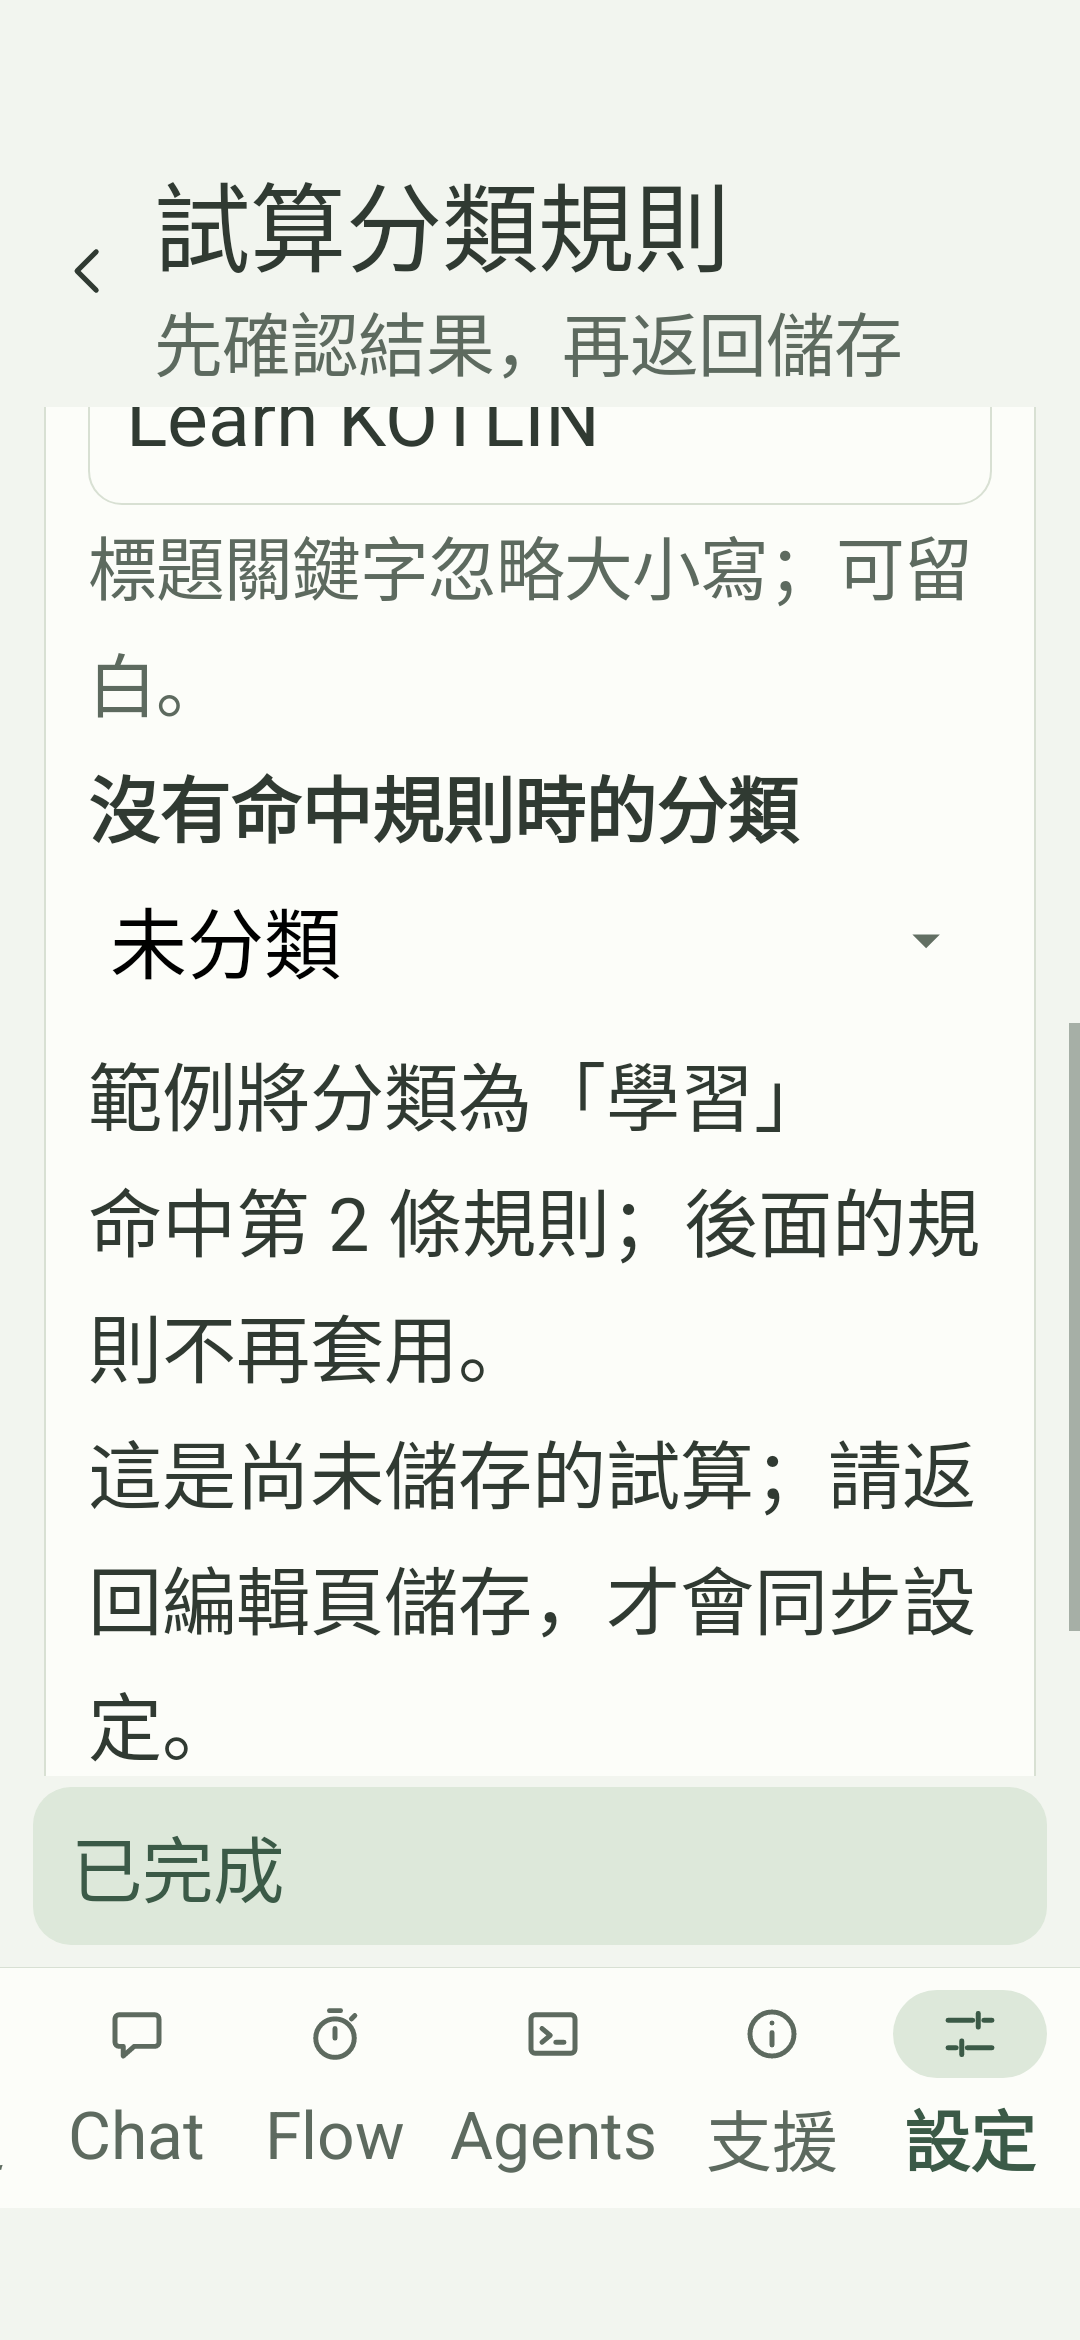 試算分類規則
先確認結果，再返回儲存
Learn KOTLIN
標題關鍵字忽略大小寫；可留
白。
沒有命中規則時的分類
未分類
範例將分類為「學習」
命中第 2 條規則；後面的規
則不再套用。
這是尚未儲存的試算；請返
回編輯頁儲存，才會同步設
定。
已完成
Chat
Flow
Agents
支援
設定